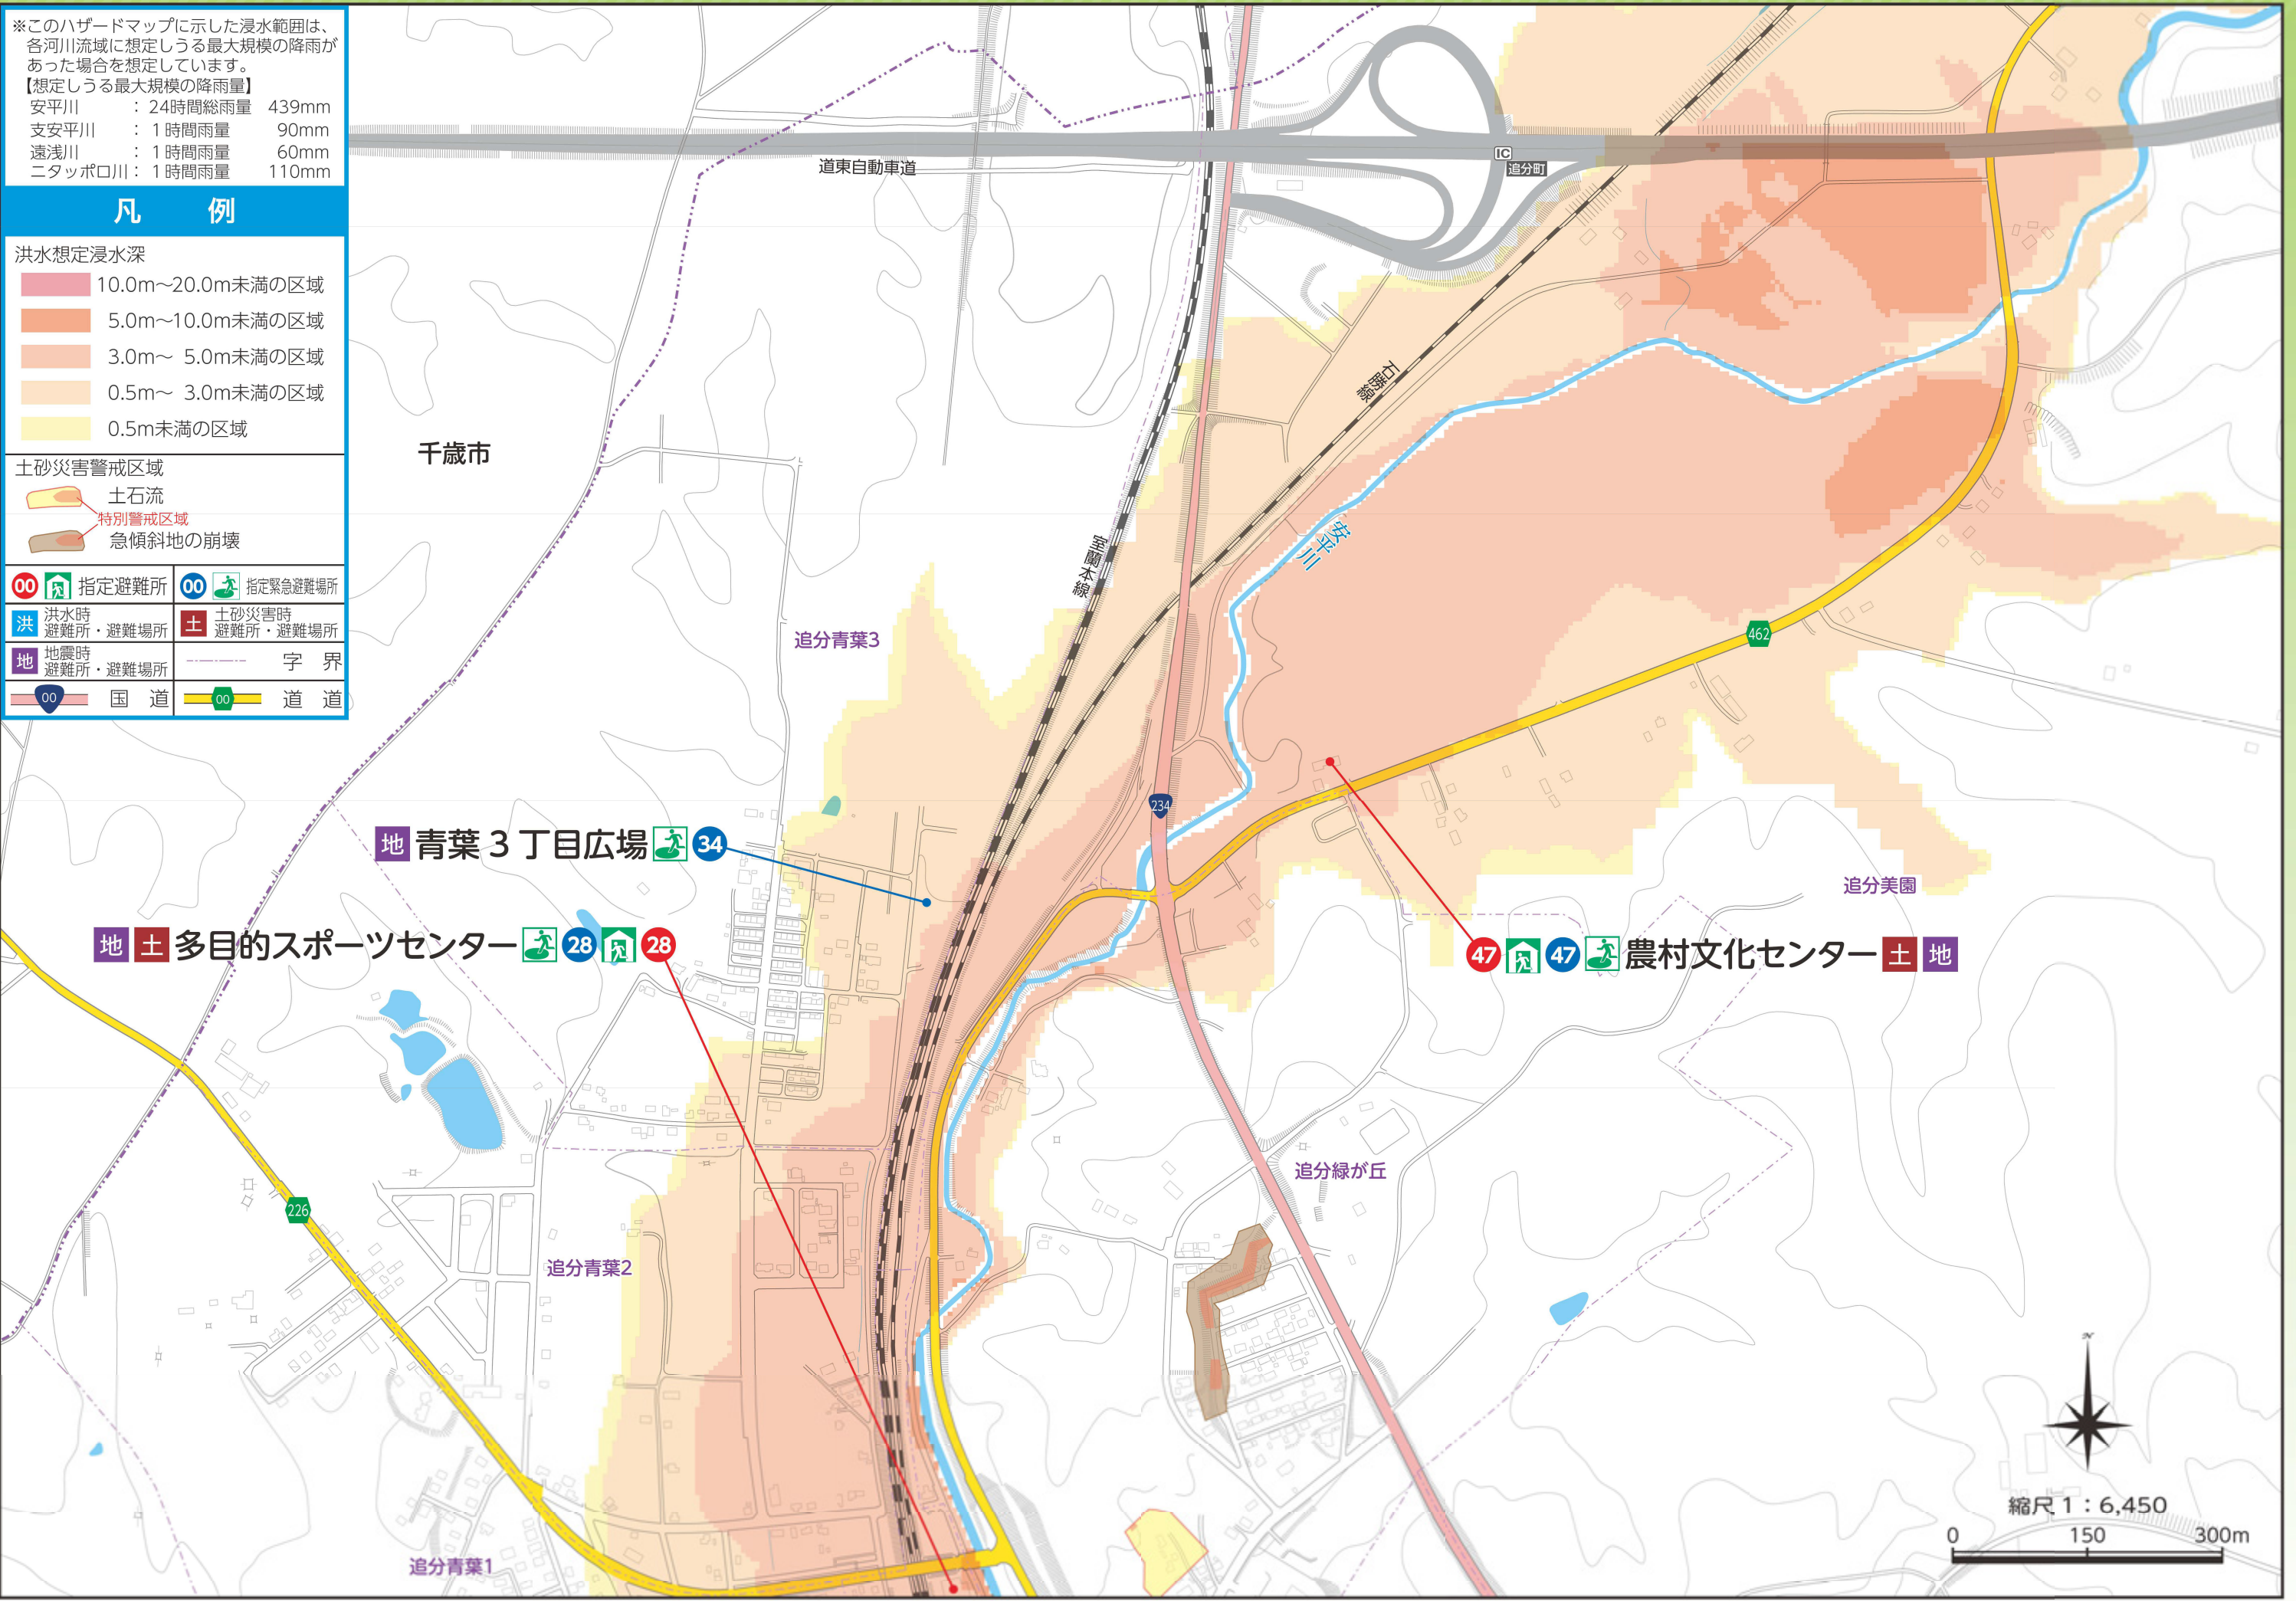 ※このハザードマップに示した浸水範囲は、
各河川流域に想定しうる最大規模の降雨が
あった場合を想定しています。
【想定しうる最大規模の降雨量】
安平川 ：24時間総雨量 439mm
支安平川 ：1時間雨量 90mm
遠浅川 ：1時間雨量 60mm
ニタッポロ川：1時間雨量 110mm
凡 例
洪水想定浸水深
10.0m～20.0m未満の区域
5.0m～10.0m未満の区域
3.0m～ 5.0m未満の区域
0.5m～ 3.0m未満の区域
0.5m未満の区域
土砂災害警戒区域
土石流
特別警戒区域
急傾斜地の崩壊
00 指定避難所
00 指定緊急避難場所
洪 洪水時
避難所・避難場所
土 土砂災害時
避難所・避難場所
地 地震時
避難所・避難場所
字 界
00 国 道
00 道 道
道東自動車道
IC
追分町
千歳市
石勝線
安平川
室蘭本線
追分青葉3
462
234
地 青葉３丁目広場 34
追分美園
地 土 多目的スポーツセンター 28 28
47 47 農村文化センター 土 地
追分緑が丘
226
追分青葉2
追分青葉1
N
縮尺 1：6,450
0 150 300m